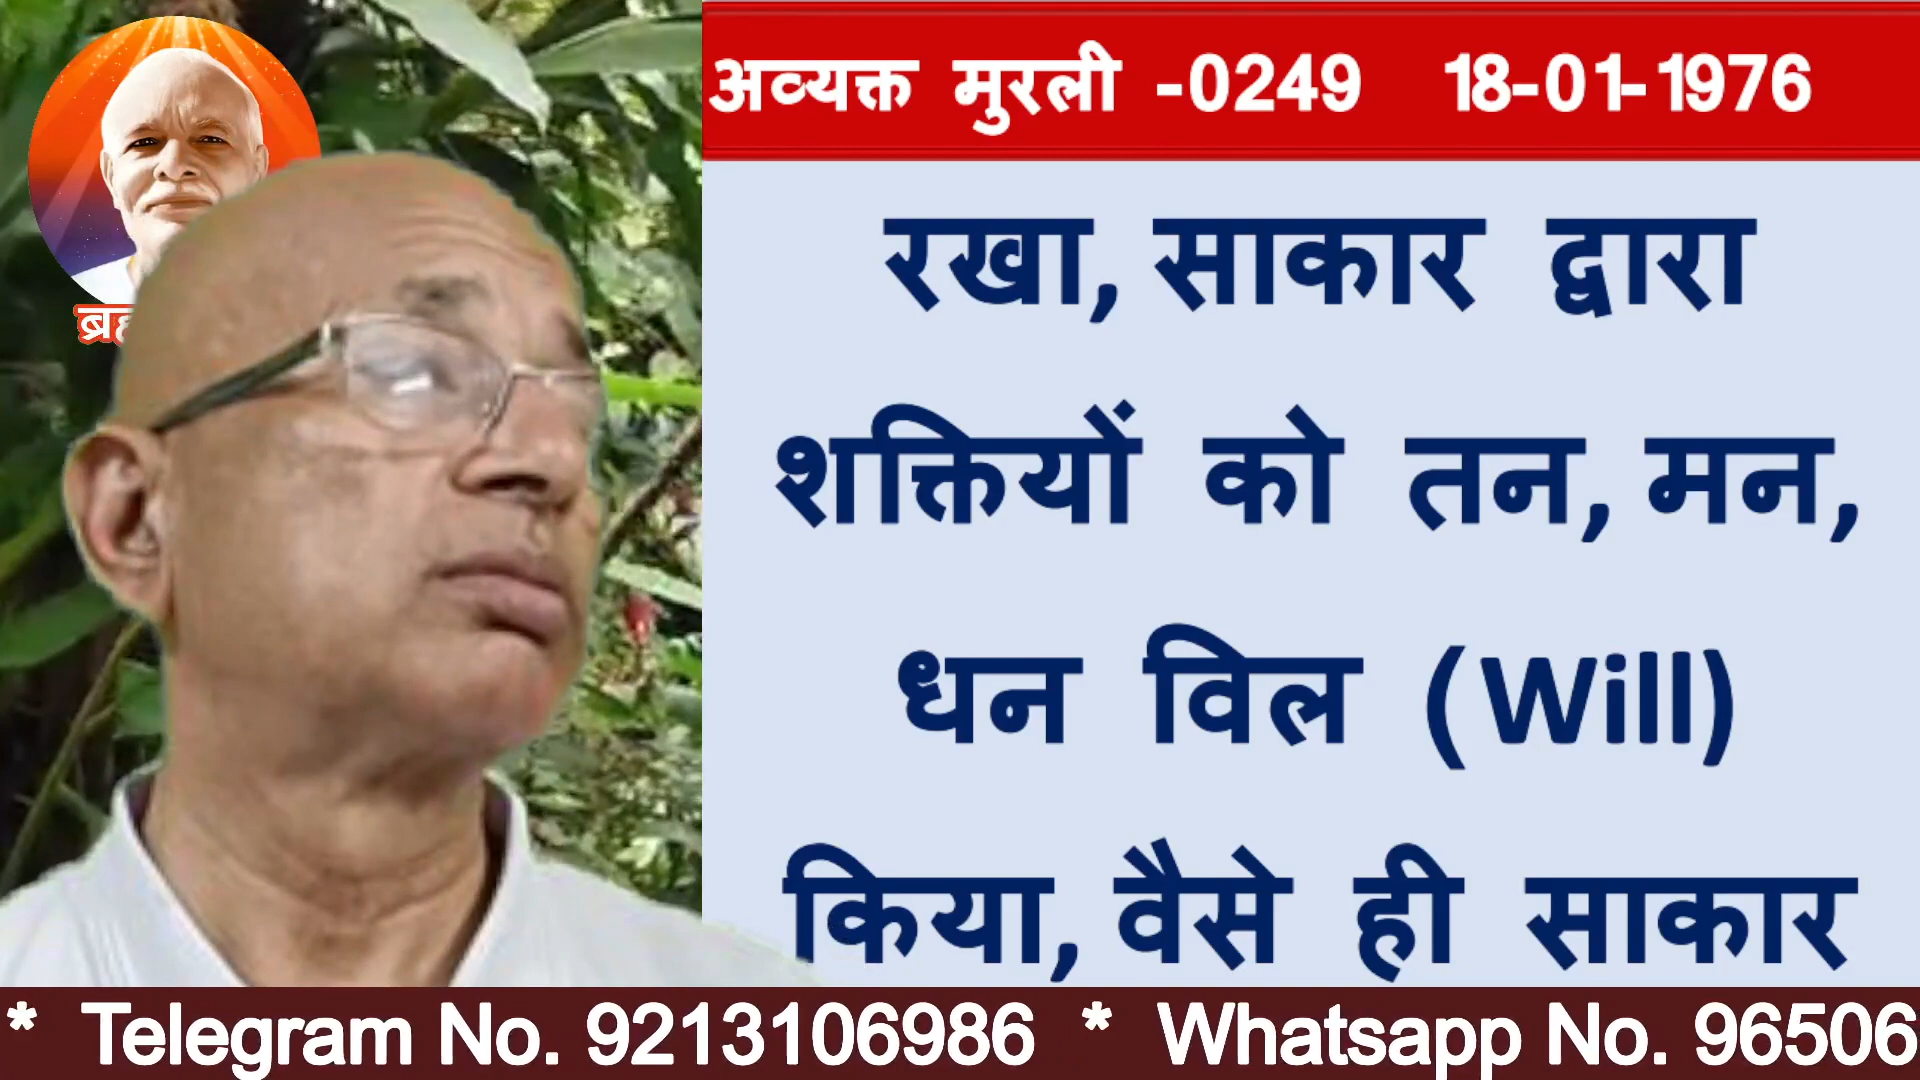 अव्यक्त मुरली -0249 18-01-1976
रखा, साकार द्वारा
शक्तियों को तन, मन,
धन विल (Will)
किया, वैसे ही साकार
* Telegram No. 9213106986 * Whatsapp No. 96506